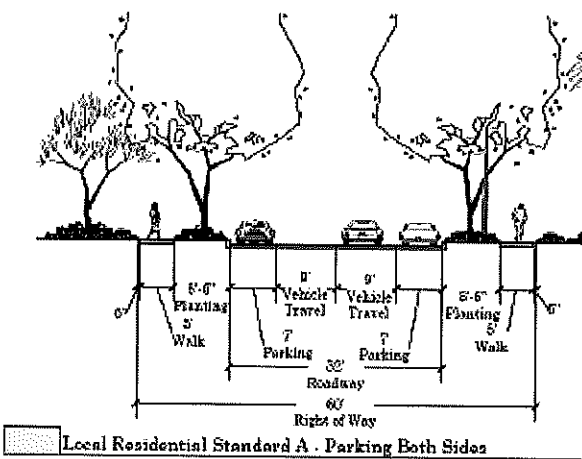 8'-6"
Planting
9'
Vehicle
Travel
9'
Vehicle
Travel
8'-6"
Planting
6"
5'
Walk
7'
Parking
7'
Parking
5'
Walk
6"
32'
Roadway
60'
Right of Way
Local Residential Standard A - Parking Both Sides